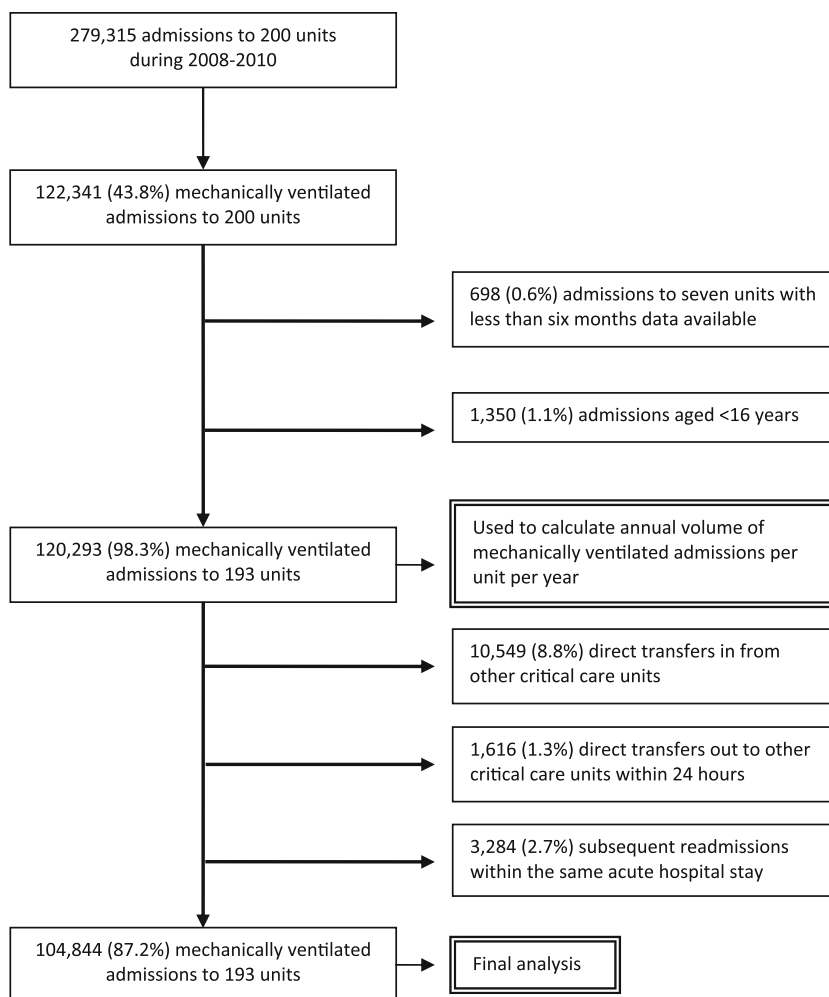 279,315 admissions to 200 units
during 2008-2010
122,341 (43.8%) mechanically ventilated
admissions to 200 units
698 (0.6%) admissions to seven units with
less than six months data available
1,350 (1.1%) admissions aged <16 years
120,293 (98.3%) mechanically ventilated
admissions to 193 units
Used to calculate annual volume of
mechanically ventilated admissions per
unit per year
10,549 (8.8%) direct transfers in from
other critical care units
1,616 (1.3%) direct transfers out to other
critical care units within 24 hours
3,284 (2.7%) subsequent readmissions
within the same acute hospital stay
104,844 (87.2%) mechanically ventilated
admissions to 193 units
Final analysis